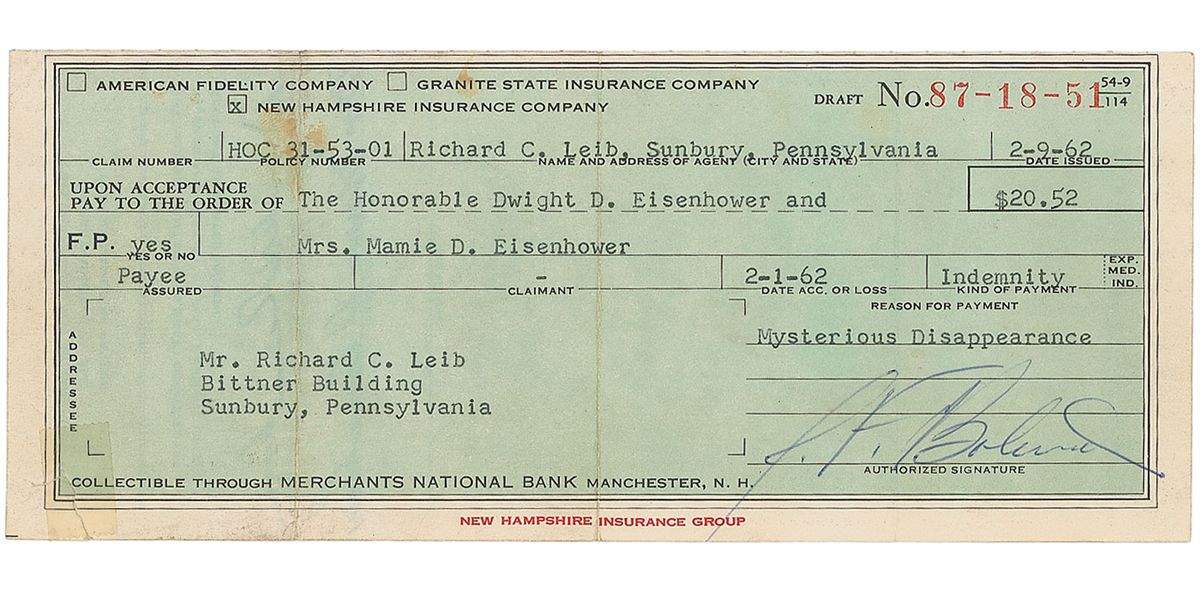 AMERICAN FIDELITY COMPANY GRANITE STATE INSURANCE COMPANY
x NEW HAMPSHIRE INSURANCE COMPANY
DRAFT No. 87-18-51 54-9
114
HOC 31-53-01 Richard C. Leib, Sunbury, Pennsylvania 2-9-62
CLAIM NUMBER POLICY NUMBER NAME AND ADDRESS OF AGENT (CITY AND STATE) DATE ISSUED
UPON ACCEPTANCE
PAY TO THE ORDER OF The Honorable Dwight D. Eisenhower and $20.52
F.P. yes Mrs. Mamie D. Eisenhower
YES OR NO
Payee - 2-1-62 Indemnity EXP.
MED.
IND.
ASSURED CLAIMANT DATE ACC. OR LOSS KIND OF PAYMENT
REASON FOR PAYMENT
Mysterious Disappearance
ADDRESSEE
Mr. Richard C. Leib
Bittner Building
Sunbury, Pennsylvania
AUTHORIZED SIGNATURE
COLLECTIBLE THROUGH MERCHANTS NATIONAL BANK MANCHESTER, N. H.
NEW HAMPSHIRE INSURANCE GROUP